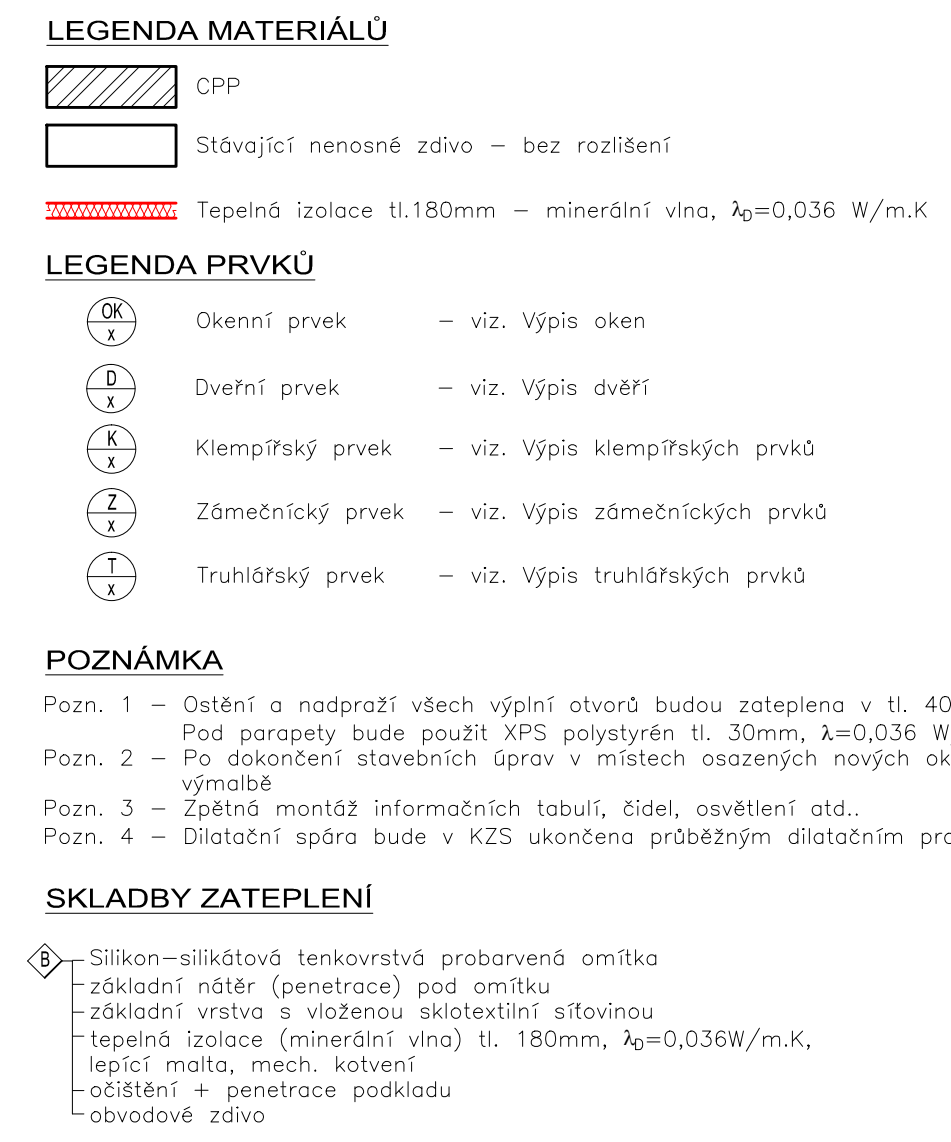 LEGENDA MATERIÁLŮ
CPP
Stávající nenosné zdivo – bez rozlišení
Tepelná izolace tl.180mm – minerální vlna, λD=0,036 W/m.K
LEGENDA PRVKŮ
OK x Okenní prvek – viz. Výpis oken
D x Dveřní prvek – viz. Výpis dvěří
K x Klempířský prvek – viz. Výpis klempířských prvků
Z x Zámečnícký prvek – viz. Výpis zámečníckých prvků
T x Truhlářský prvek – viz. Výpis truhlářských prvků
POZNÁMKA
Pozn. 1 – Ostění a nadpraží všech výplní otvorů budou zateplena v tl. 40
Pod parapety bude použit XPS polystyrén tl. 30mm, λ=0,036 W
Pozn. 2 – Po dokončení stavebních úprav v místech osazených nových ok
výmalbě
Pozn. 3 – Zpětná montáž informačních tabulí, čidel, osvětlení atd..
Pozn. 4 – Dilatační spára bude v KZS ukončena průběžným dilatačním pro
SKLADBY ZATEPLENÍ
B Silikon–silikátová tenkovrstvá probarvená omítka
základní nátěr (penetrace) pod omítku
základní vrstva s vloženou sklotextilní síťovinou
tepelná izolace (minerální vlna) tl. 180mm, λD=0,036W/m.K,
lepící malta, mech. kotvení
očištění + penetrace podkladu
obvodové zdivo